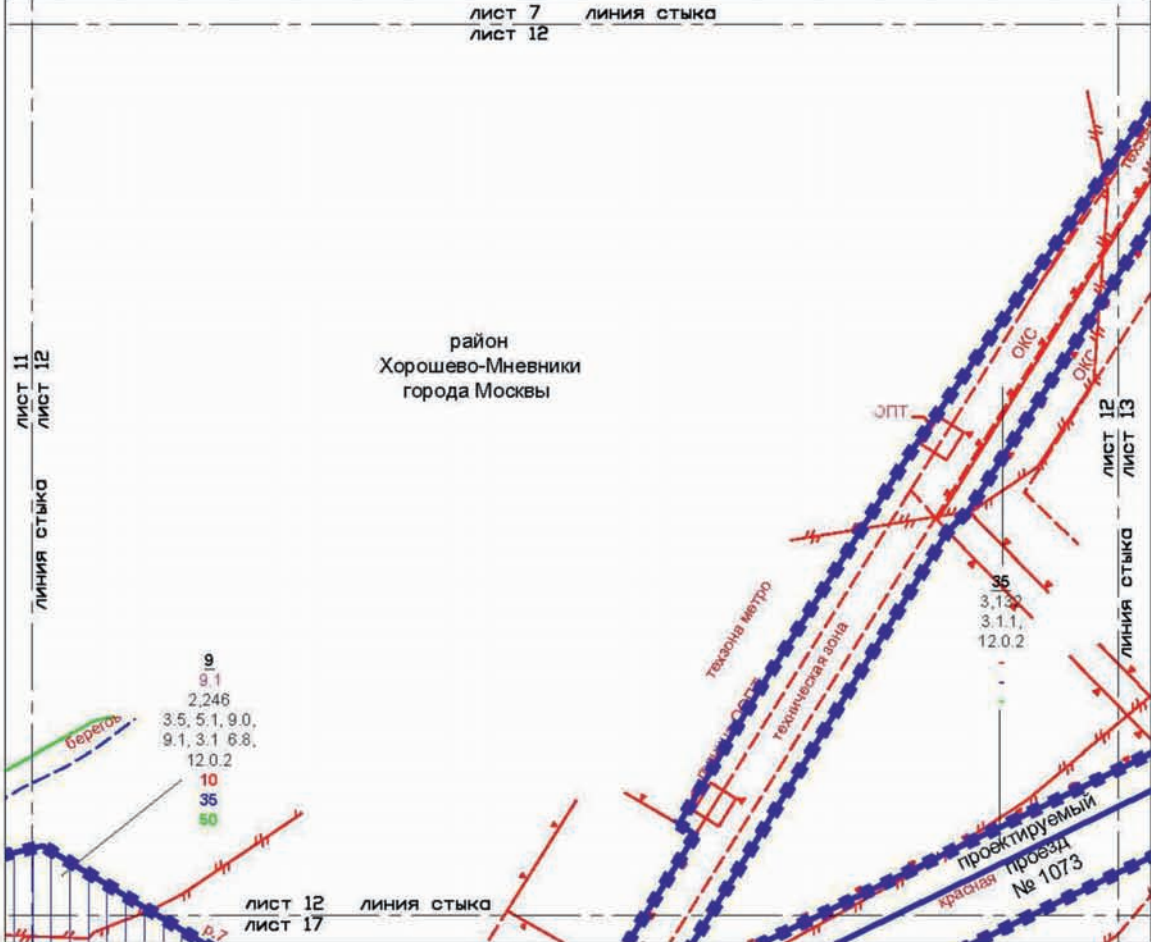 лист 7 линия стыка
лист 12
район
Хорошево-Мневники
города Москвы
лист 11
лист 12
линия стыка
ОКС
ОКС
лист 12
лист 13
линия стыка
35
3,132
3.1.1,
12.0.2
-
-
-
техзона метро
техническая зона
9
9.1
2,246
3.5, 5.1, 9.0,
9.1, 3.1 6.8,
12.0.2
10
35
50
берегов
проектируемый
проезд
№ 1073
красная
лист 12 линия стыка
лист 17
р.7